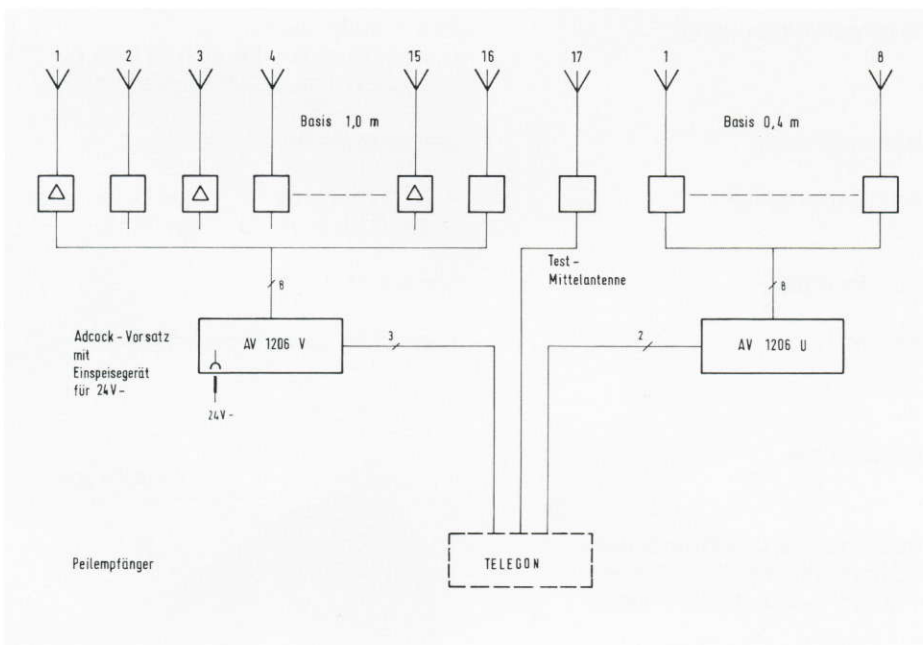 1 2 3 4 15 16 17 1 8
Basis 1,0 m
Basis 0,4 m
Test-
Mittelantenne
8
8
Adcock-Vorsatz
mit
Einspeisegerät
für 24V-
AV 1206 V
3
2
AV 1206 U
24V-
Peilempfänger
TELEGON